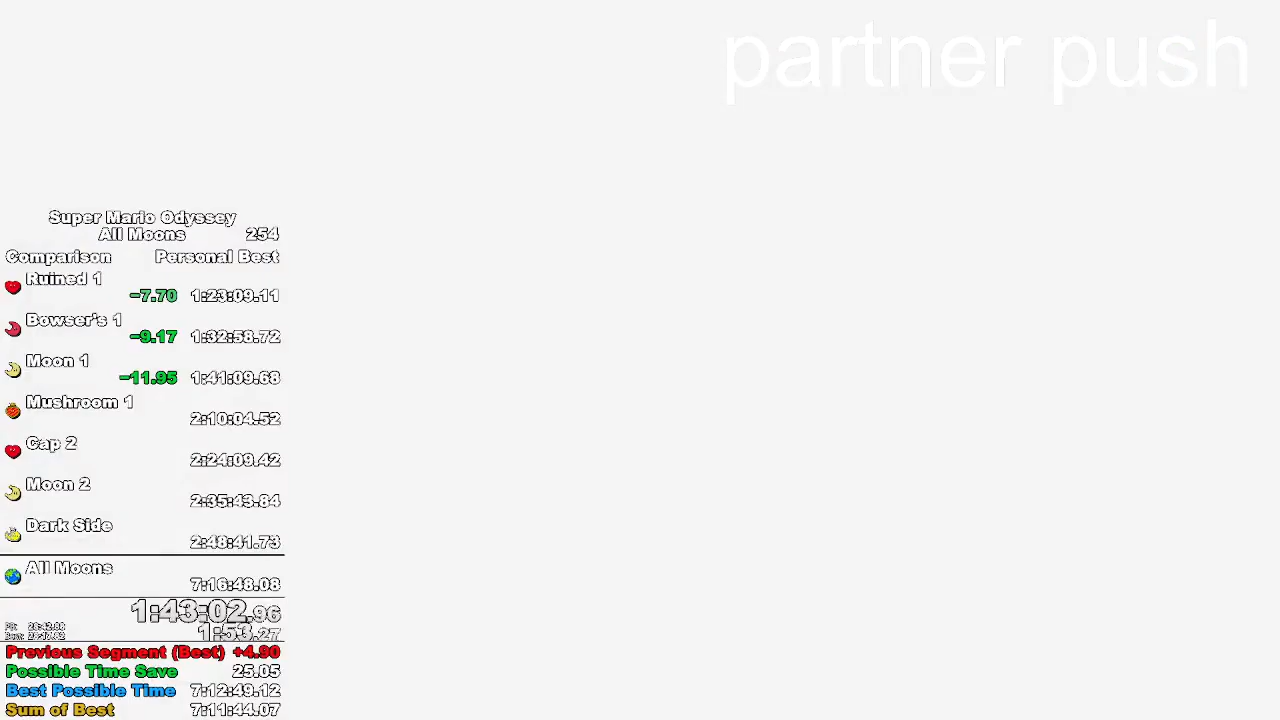 partner push
Super Mario Odyssey
All Moons 254
Comparison Personal Best
Ruined 1
-7.70 1:23:09.11
Bowser's 1
-9.17 1:32:58.72
Moon 1
-11.95 1:41:09.68
Mushroom 1
2:10:04.52
Cap 2
2:24:09.42
Moon 2
2:35:43.84
Dark Side
2:48:41.73
All Moons
7:16:48.08
1:43:02.96
1:53.27
Previous Segment (Best) +4.90
Possible Time Save 25.05
Best Possible Time 7:12:49.12
Sum of Best 7:11:44.07